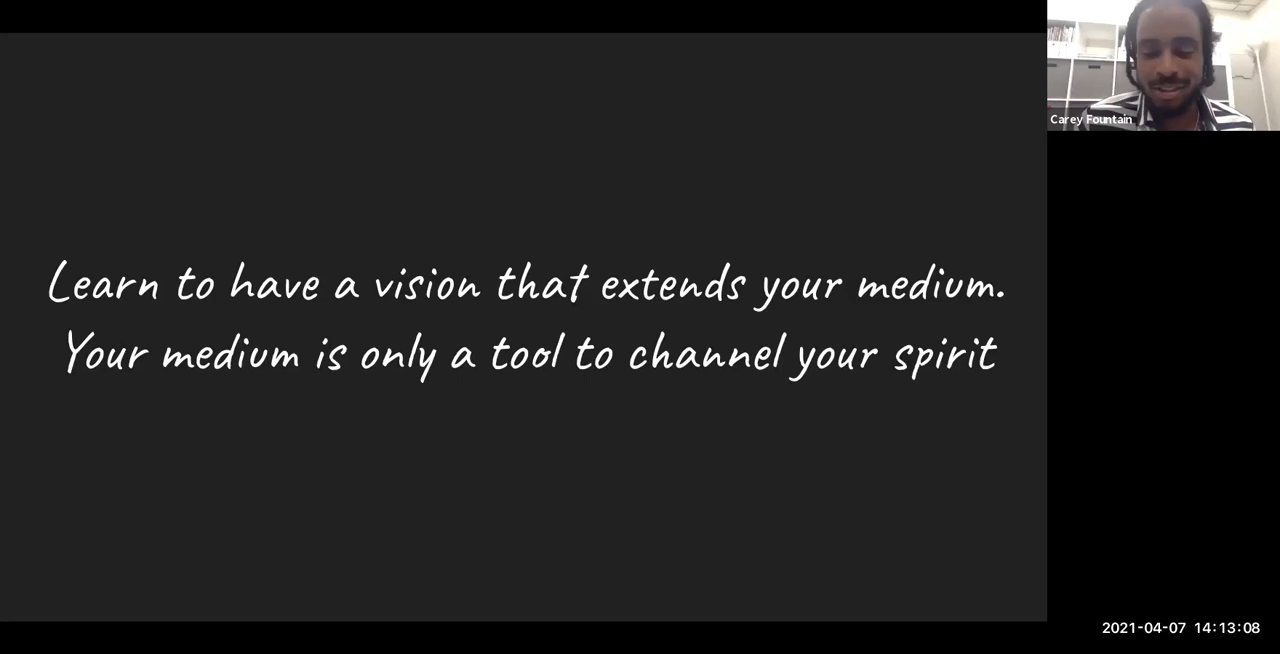 Carey Fountain
Learn to have a vision that extends your medium.
Your medium is only a tool to channel your spirit
2021-04-07 14:13:08